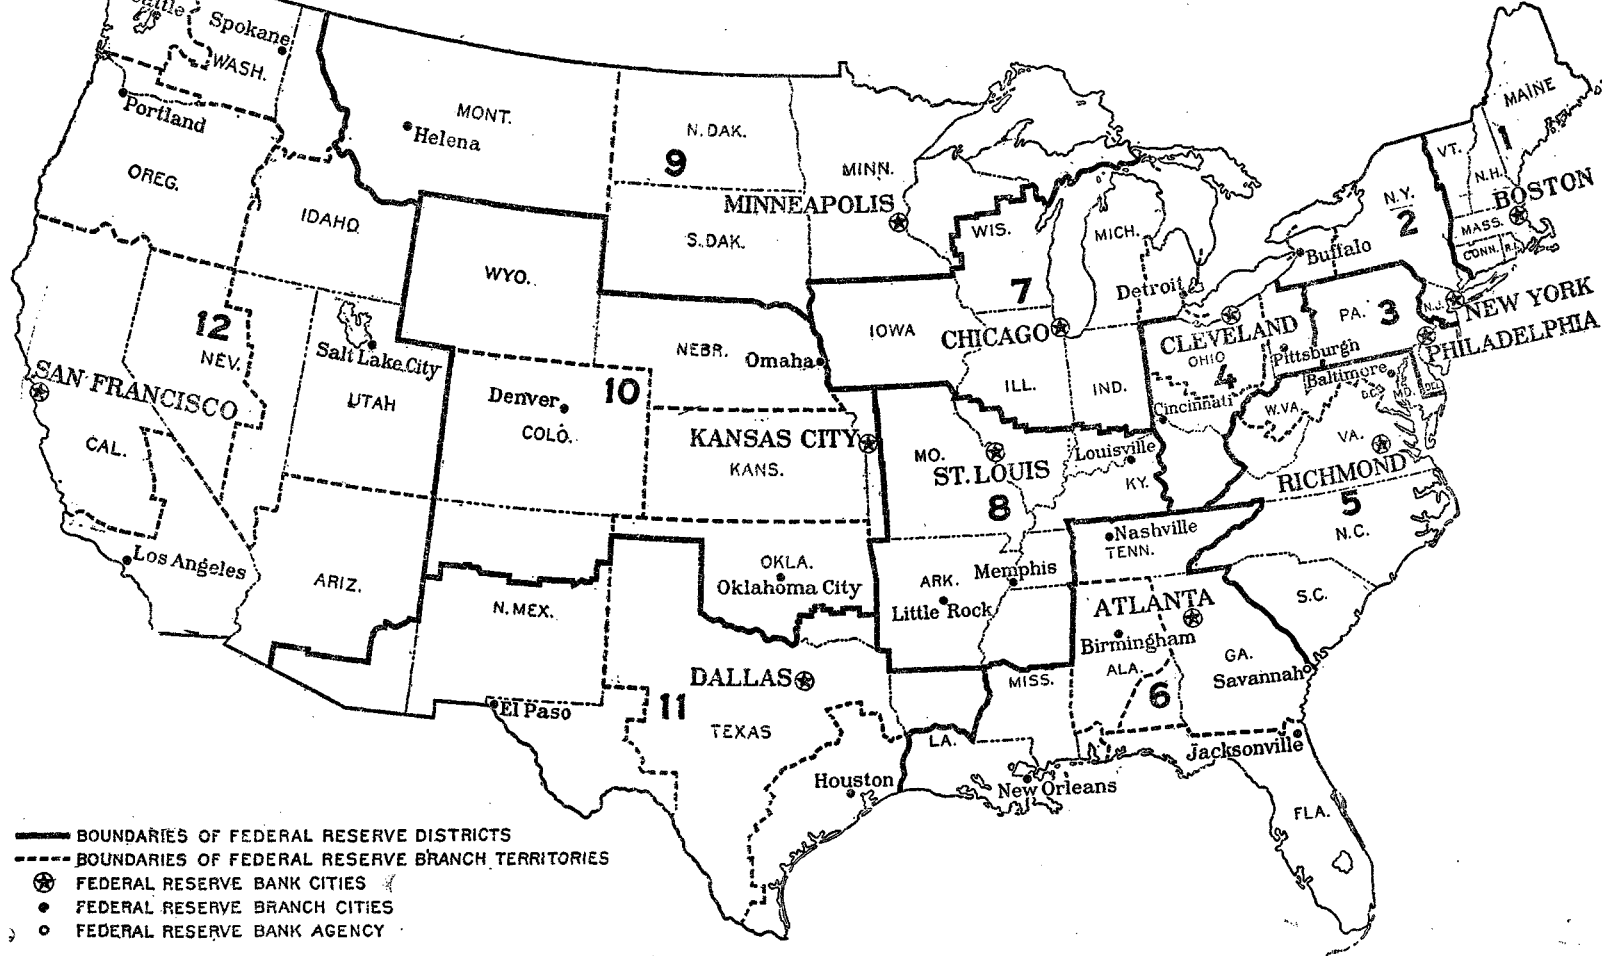 Spokane
WASH.
Portland
OREG.
MONT.
Helena
IDAHO
N. DAK.
9
MINN.
MINNEAPOLIS
S. DAK.
WYO.
WIS.
MICH.
7
Detroit
MAINE
1
VT.
N.H.
BOSTON
MASS.
CONN.
R.I.
N.Y.
2
Buffalo
N.J.
NEW YORK
PA.
3
PHILADELPHIA
CLEVELAND
OHIO
4
Pittsburgh
Cincinnati
Baltimore
D.C.
MD.
DEL.
W.VA.
VA.
RICHMOND
5
N.C.
S.C.
12
NEV.
SAN FRANCISCO
CAL.
Los Angeles
Salt Lake City
UTAH
ARIZ.
NEBR.
Omaha
10
Denver
COLO.
KANSAS CITY
KANS.
IOWA
CHICAGO
ILL.
IND.
MO.
ST. LOUIS
8
Louisville
KY.
Nashville
TENN.
Memphis
ARK.
Little Rock
OKLA.
Oklahoma City
N. MEX.
El Paso
DALLAS
11
TEXAS
Houston
LA.
New Orleans
MISS.
ATLANTA
Birmingham
ALA.
6
GA.
Savannah
Jacksonville
FLA.
BOUNDARIES OF FEDERAL RESERVE DISTRICTS
BOUNDARIES OF FEDERAL RESERVE BRANCH TERRITORIES
FEDERAL RESERVE BANK CITIES
FEDERAL RESERVE BRANCH CITIES
FEDERAL RESERVE BANK AGENCY